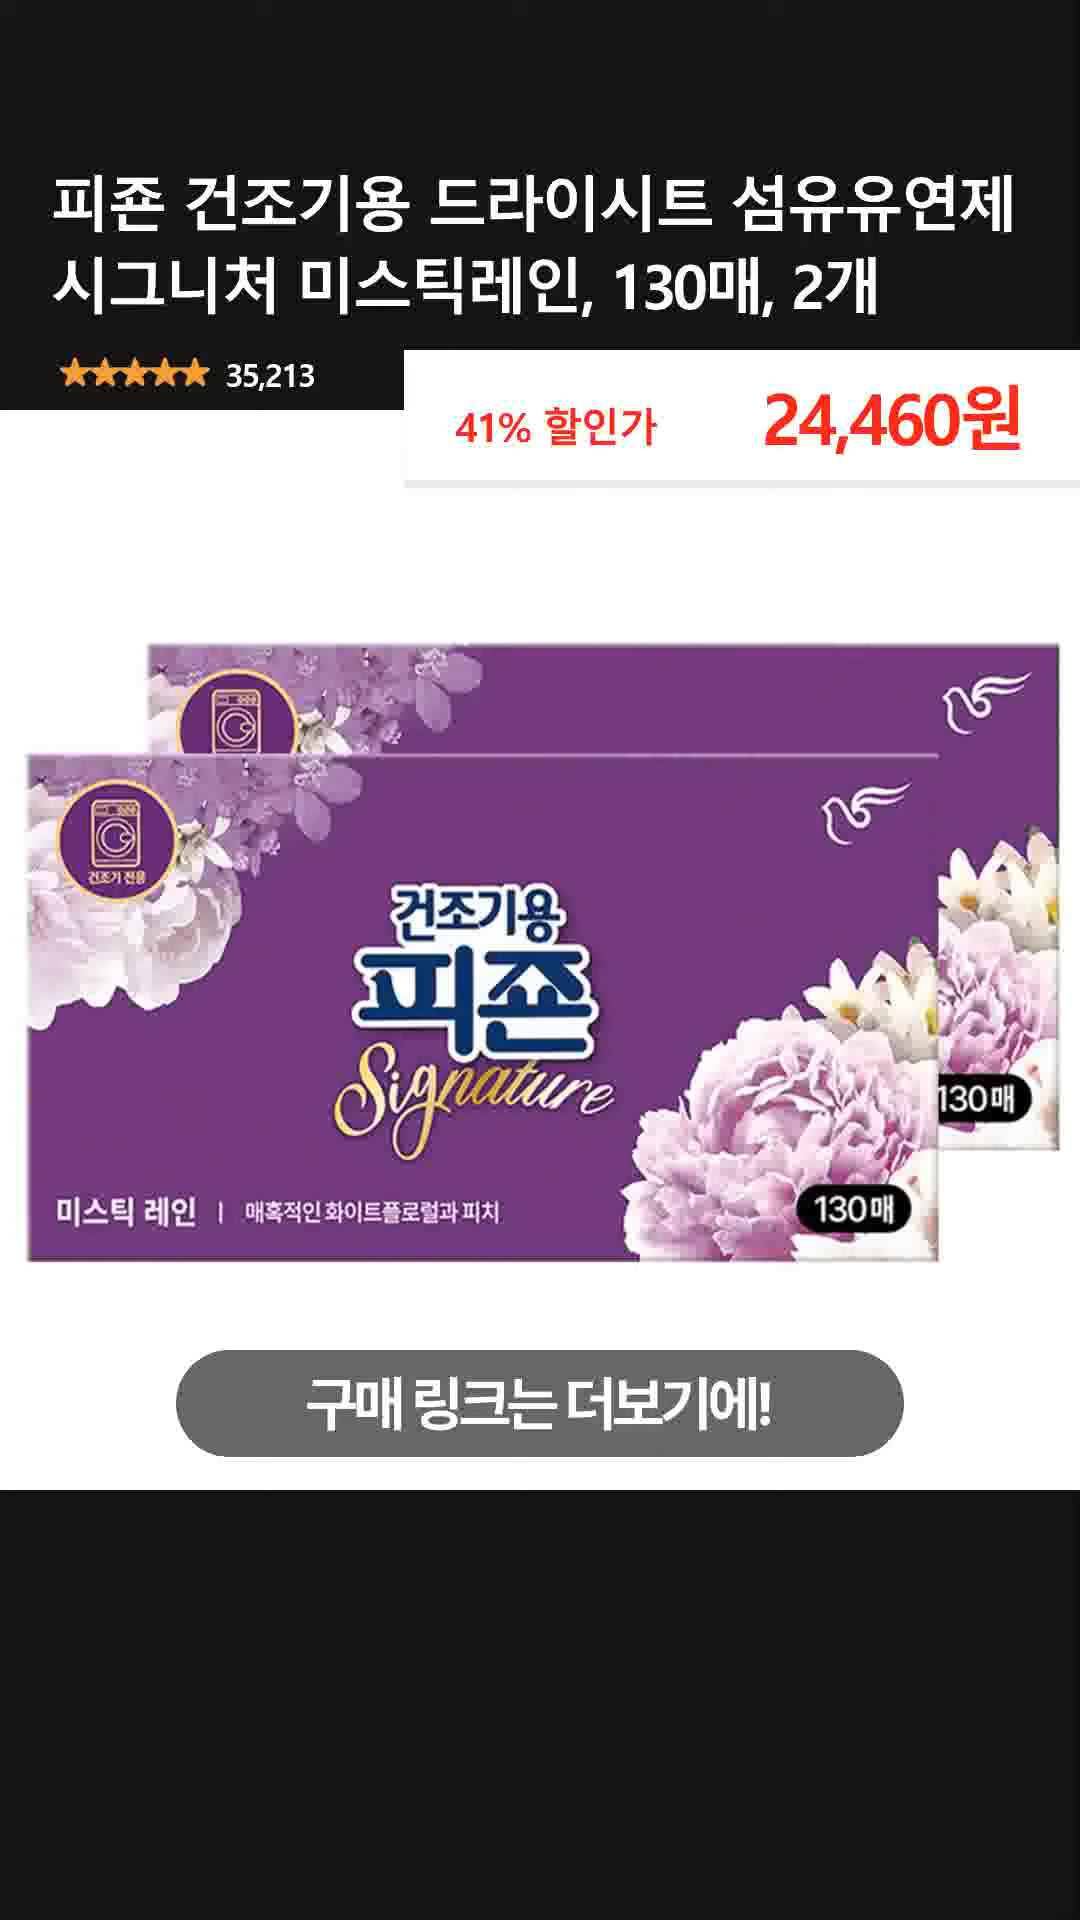 피죤 건조기용 드라이시트 섬유유연제
시그니처 미스틱레인, 130매, 2개
35,213
41% 할인가
24,460원
건조기 전용
건조기용
피죤
Signature
미스틱 레인 | 매혹적인 화이트플로럴과 피치
130매
130매
구매 링크는 더보기에!